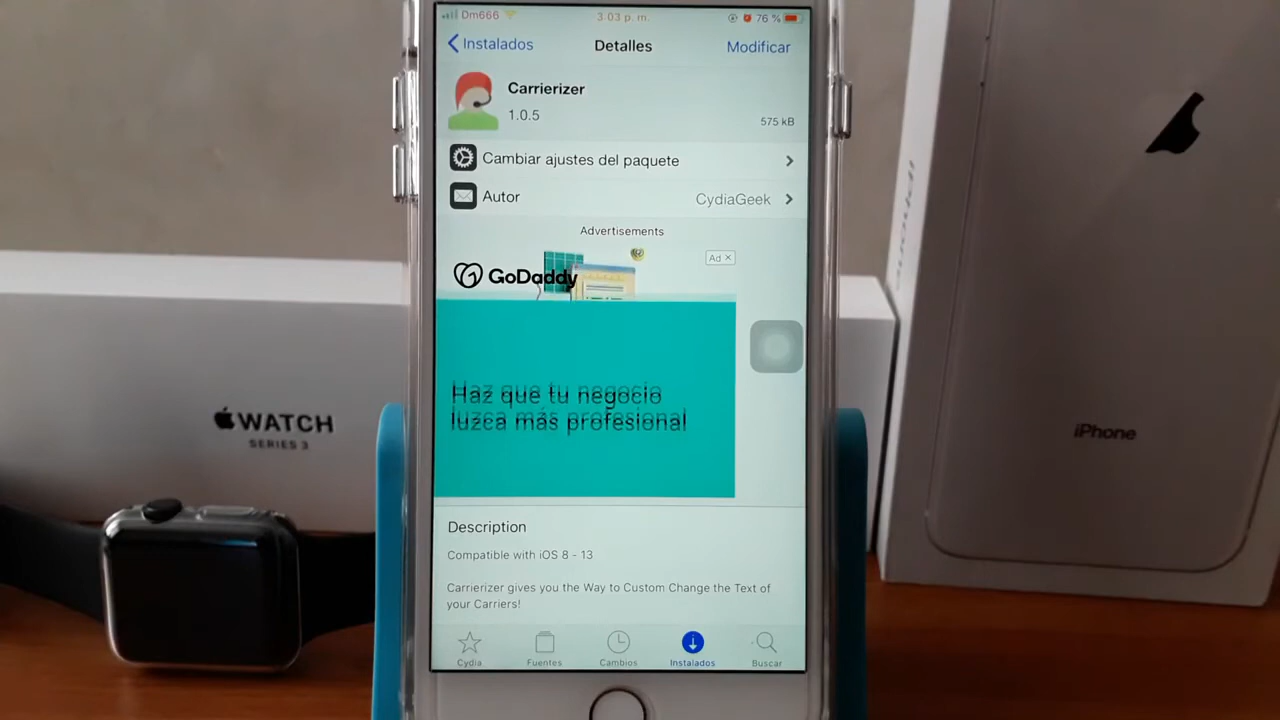 Dm666
3:03 p. m.
76 %
Instalados
Detalles
Modificar
Carrierizer
1.0.5
575 kB
Cambiar ajustes del paquete
Autor
CydiaGeek
Advertisements
Ad
GoDaddy
Haz que tu negocio
luzca más profesional
Description
Compatible with iOS 8 - 13
Carrierizer gives you the Way to Custom Change the Text of
your Carriers!
Cydia
Fuentes
Cambios
Instalados
Buscar
WATCH
SERIES 3
iPhone
iPhone